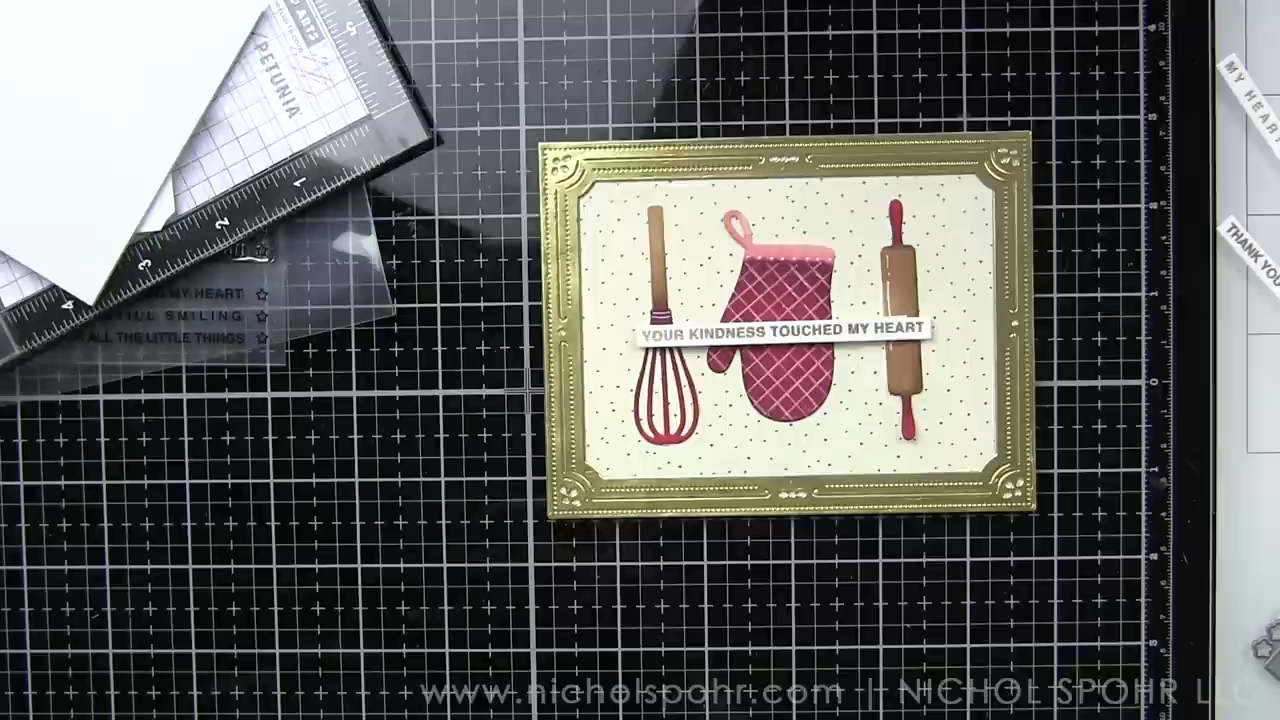 PETUNIA
MY HEART
THANK YOU
MY HEART
STILL SMILING
ALL THE LITTLE THINGS
YOUR KINDNESS TOUCHED MY HEART
www.nicholspohr.com | NICHOL SPOHR LLC